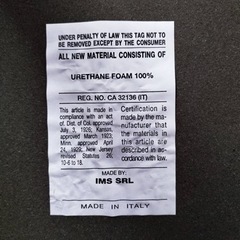 UNDER PENALTY OF LAW THIS TAG NOT TO
BE REMOVED EXCEPT BY THE CONSUMER
ALL NEW MATERIAL CONSISTING OF
URETHANE FOAM 100%
REG. NO. CA 32136 (IT)
This article is made in
compliance with an act
of. Dist. of Col. approved
July, 3, 1926; Kansas,
approved March 1923;
Minn. approved April
24, 1929; New Jersey
revised Statutes 26,
10-6 to 18.
Certification is
made by the ma-
nufacturer that
the materials in
this article are
described in ac-
cordance with law.
MADE BY:
IMS SRL
MADE IN ITALY